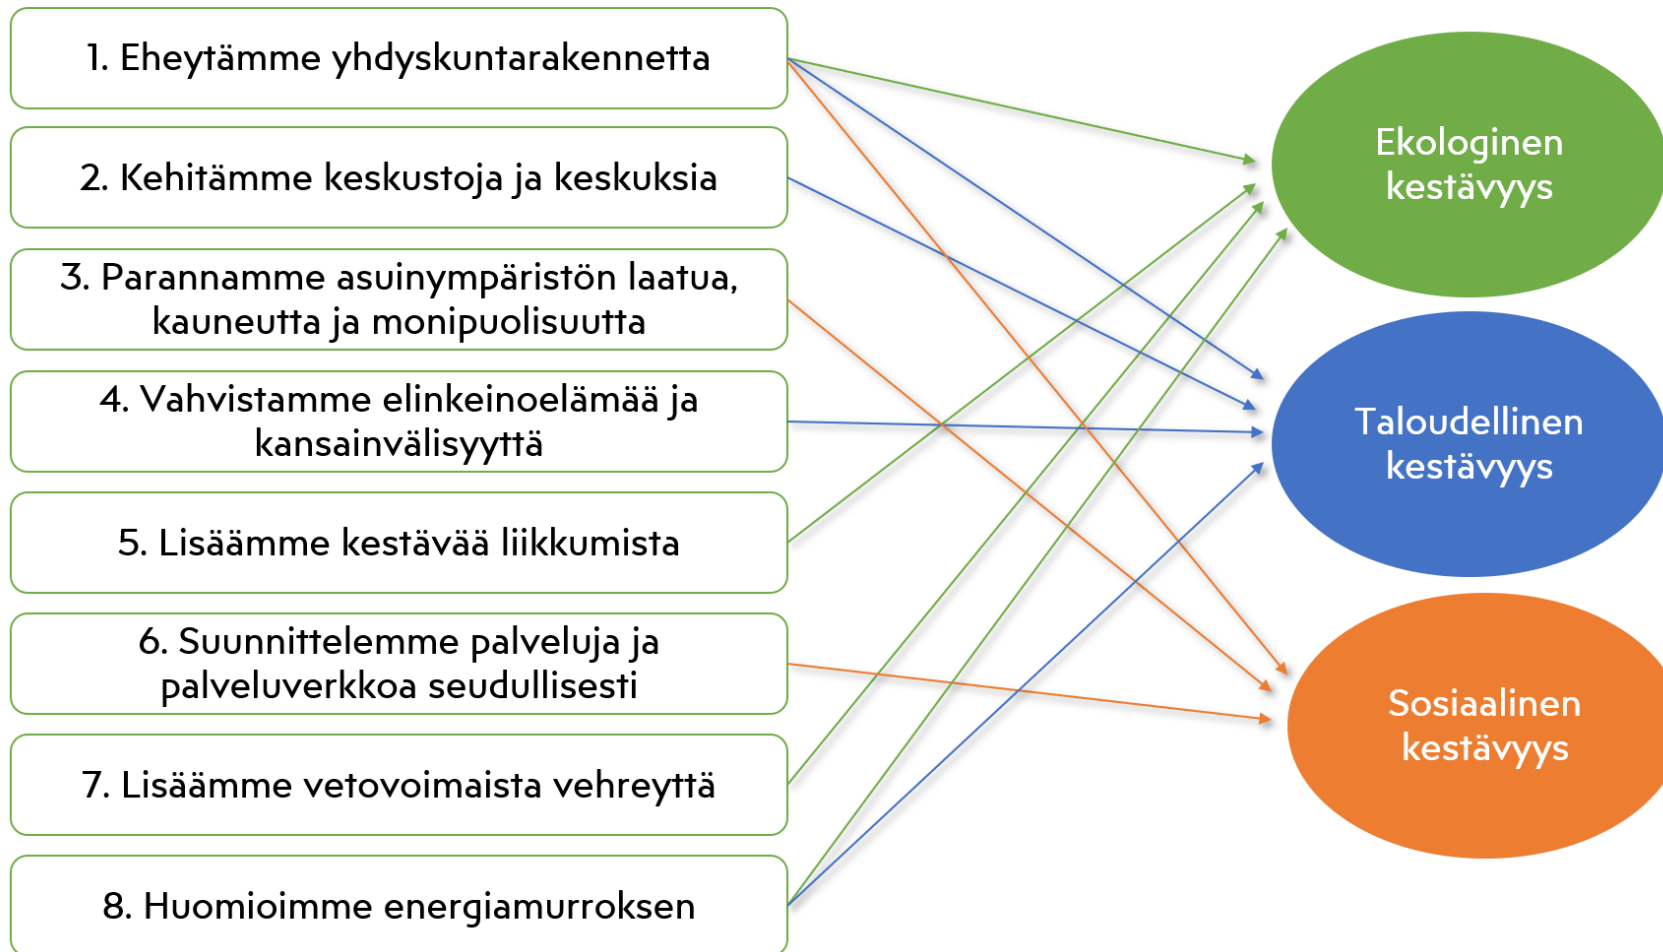 1. Eheytämme yhdyskuntarakennetta
2. Kehitämme keskustoja ja keskuksia
3. Parannamme asuinympäristön laatua,
kauneutta ja monipuolisuutta
4. Vahvistamme elinkeinoelämää ja
kansainvälisyyttä
5. Lisäämme kestävää liikkumista
6. Suunnittelemme palveluja ja
palveluverkkoa seudullisesti
7. Lisäämme vetovoimaista vehreyttä
8. Huomioimme energiamurroksen
Ekologinen
kestävyys
Taloudellinen
kestävyys
Sosiaalinen
kestävyys